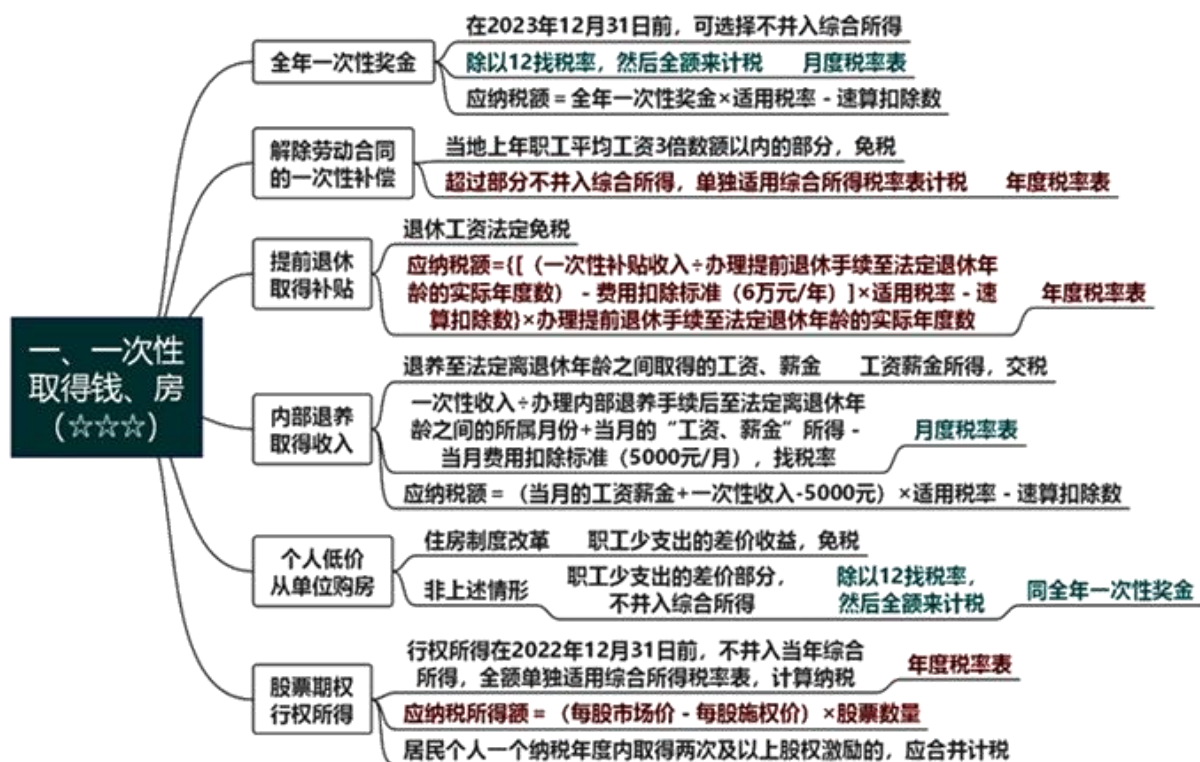 一、一次性
取得钱、房
（☆☆☆）
全年一次性奖金
在2023年12月31日前，可选择不并入综合所得
除以12找税率，然后全额来计税 月度税率表
应纳税额＝全年一次性奖金×适用税率－速算扣除数
解除劳动合同
的一次性补偿
当地上年职工平均工资3倍数额以内的部分，免税
超过部分不并入综合所得，单独适用综合所得税率表计税 年度税率表
提前退休
取得补贴
退休工资法定免税
应纳税额={[（一次性补贴收入÷办理提前退休手续至法定退休年
龄的实际年度数）－费用扣除标准（6万元/年）]×适用税率－速
算扣除数}×办理提前退休手续至法定退休年龄的实际年度数
年度税率表
内部退养
取得收入
退养至法定离退休年龄之间取得的工资、薪金 工资薪金所得，交税
一次性收入÷办理内部退养手续后至法定离退休年
龄之间的所属月份+当月的“工资、薪金”所得－
当月费用扣除标准（5000元/月），找税率
月度税率表
应纳税额＝（当月的工资薪金+一次性收入-5000元）×适用税率－速算扣除数
个人低价
从单位购房
住房制度改革 职工少支出的差价收益，免税
非上述情形
职工少支出的差价部分，
不并入综合所得
除以12找税率，
然后全额来计税
同全年一次性奖金
股票期权
行权所得
行权所得在2022年12月31日前，不并入当年综合
所得，全额单独适用综合所得税率表，计算纳税
年度税率表
应纳税所得额＝（每股市场价－每股施权价）×股票数量
居民个人一个纳税年度内取得两次及以上股权激励的，应合并计税